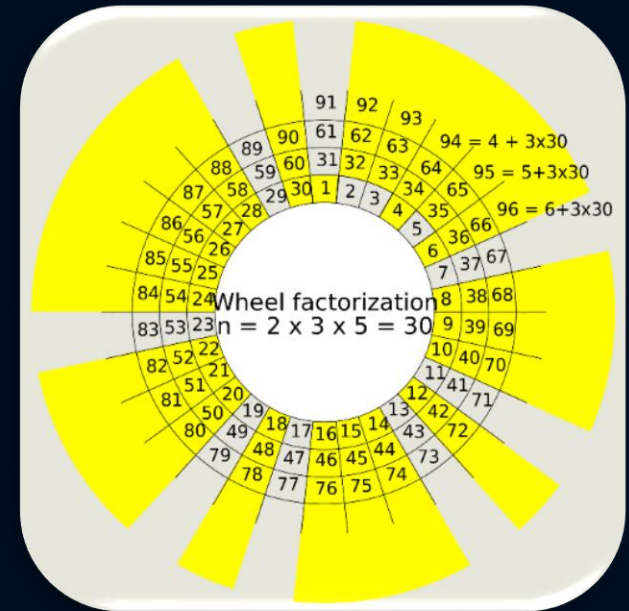 91 92 93
94 = 4 + 3x30
95 = 5+3x30
96 = 6+3x30
61 62 63 64 65 66 67 68 69 70 71 72 73 74 75 76 77 78 79 80 81 82 83 84 85 86 87 88 89 90
31 32 33 34 35 36 37 38 39 40 41 42 43 44 45 46 47 48 49 50 51 52 53 54 55 56 57 58 59 60
1 2 3 4 5 6 7 8 9 10 11 12 13 14 15 16 17 18 19 20 21 22 23 24 25 26 27 28 29 30
Wheel factorization
n = 2 x 3 x 5 = 30